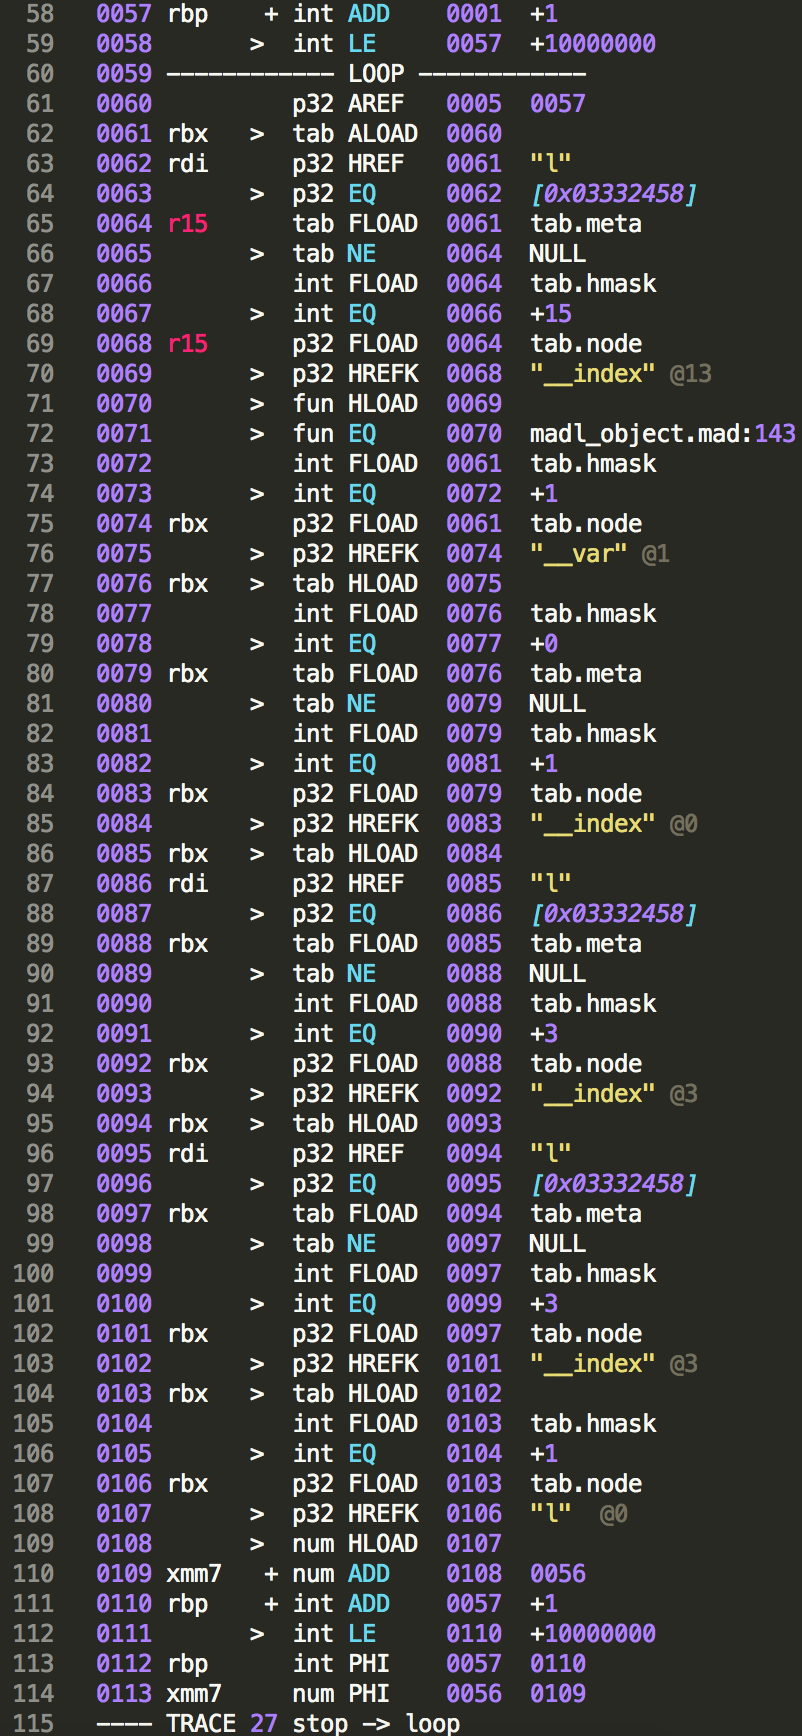 58 0057 rbp + int ADD 0001 +1
59 0058 > int LE 0057 +10000000
60 0059 ------------ LOOP ------------
61 0060 p32 AREF 0005 0057
62 0061 rbx > tab ALOAD 0060
63 0062 rdi p32 HREF 0061 "l"
64 0063 > p32 EQ 0062 [0x03332458]
65 0064 r15 tab FLOAD 0061 tab.meta
66 0065 > tab NE 0064 NULL
67 0066 int FLOAD 0064 tab.hmask
68 0067 > int EQ 0066 +15
69 0068 r15 p32 FLOAD 0064 tab.node
70 0069 > p32 HREFK 0068 "__index" @13
71 0070 > fun HLOAD 0069
72 0071 > fun EQ 0070 madl_object.mad:143
73 0072 int FLOAD 0061 tab.hmask
74 0073 > int EQ 0072 +1
75 0074 rbx p32 FLOAD 0061 tab.node
76 0075 > p32 HREFK 0074 "__var" @1
77 0076 rbx > tab HLOAD 0075
78 0077 int FLOAD 0076 tab.hmask
79 0078 > int EQ 0077 +0
80 0079 rbx tab FLOAD 0076 tab.meta
81 0080 > tab NE 0079 NULL
82 0081 int FLOAD 0079 tab.hmask
83 0082 > int EQ 0081 +1
84 0083 rbx p32 FLOAD 0079 tab.node
85 0084 > p32 HREFK 0083 "__index" @0
86 0085 rbx > tab HLOAD 0084
87 0086 rdi p32 HREF 0085 "l"
88 0087 > p32 EQ 0086 [0x03332458]
89 0088 rbx tab FLOAD 0085 tab.meta
90 0089 > tab NE 0088 NULL
91 0090 int FLOAD 0088 tab.hmask
92 0091 > int EQ 0090 +3
93 0092 rbx p32 FLOAD 0088 tab.node
94 0093 > p32 HREFK 0092 "__index" @3
95 0094 rbx > tab HLOAD 0093
96 0095 rdi p32 HREF 0094 "l"
97 0096 > p32 EQ 0095 [0x03332458]
98 0097 rbx tab FLOAD 0094 tab.meta
99 0098 > tab NE 0097 NULL
100 0099 int FLOAD 0097 tab.hmask
101 0100 > int EQ 0099 +3
102 0101 rbx p32 FLOAD 0097 tab.node
103 0102 > p32 HREFK 0101 "__index" @3
104 0103 rbx > tab HLOAD 0102
105 0104 int FLOAD 0103 tab.hmask
106 0105 > int EQ 0104 +1
107 0106 rbx p32 FLOAD 0103 tab.node
108 0107 > p32 HREFK 0106 "l" @0
109 0108 > num HLOAD 0107
110 0109 xmm7 + num ADD 0108 0056
111 0110 rbp + int ADD 0057 +1
112 0111 > int LE 0110 +10000000
113 0112 rbp int PHI 0057 0110
114 0113 xmm7 num PHI 0056 0109
115 ---- TRACE 27 stop -> loop